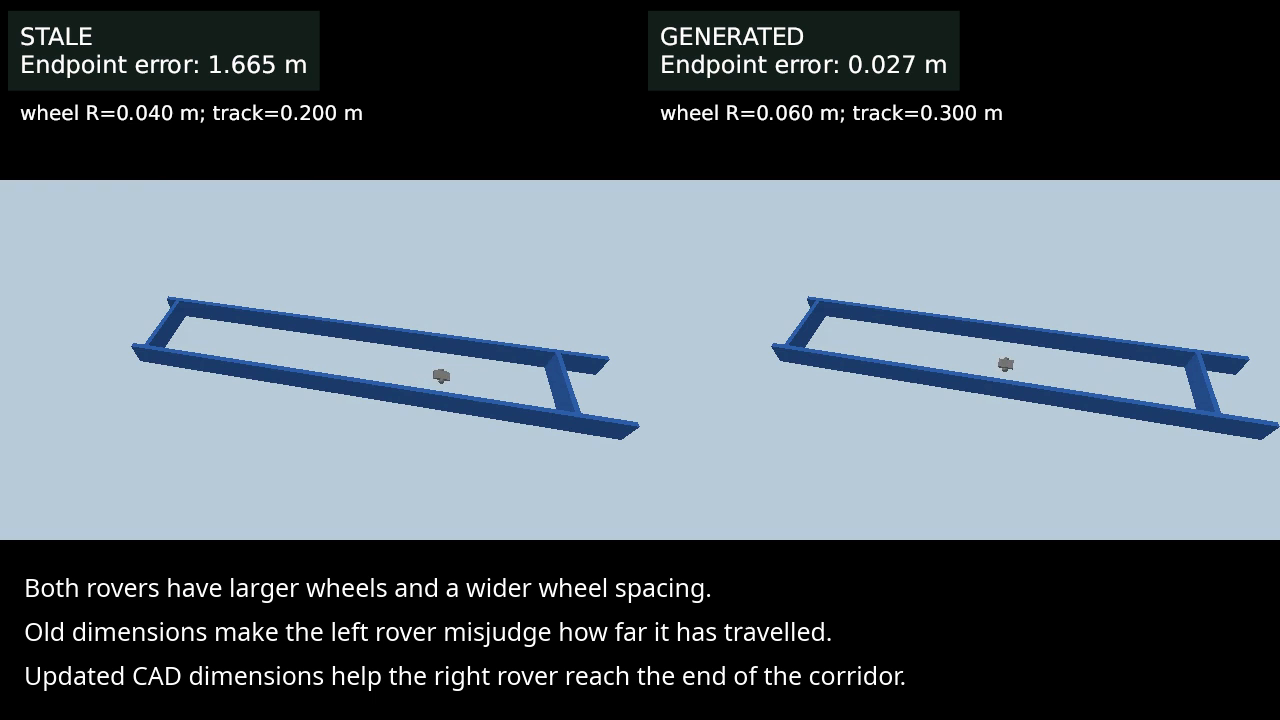 STALE
Endpoint error: 1.665 m
wheel R=0.040 m; track=0.200 m
GENERATED
Endpoint error: 0.027 m
wheel R=0.060 m; track=0.300 m
Both rovers have larger wheels and a wider wheel spacing.
Old dimensions make the left rover misjudge how far it has travelled.
Updated CAD dimensions help the right rover reach the end of the corridor.